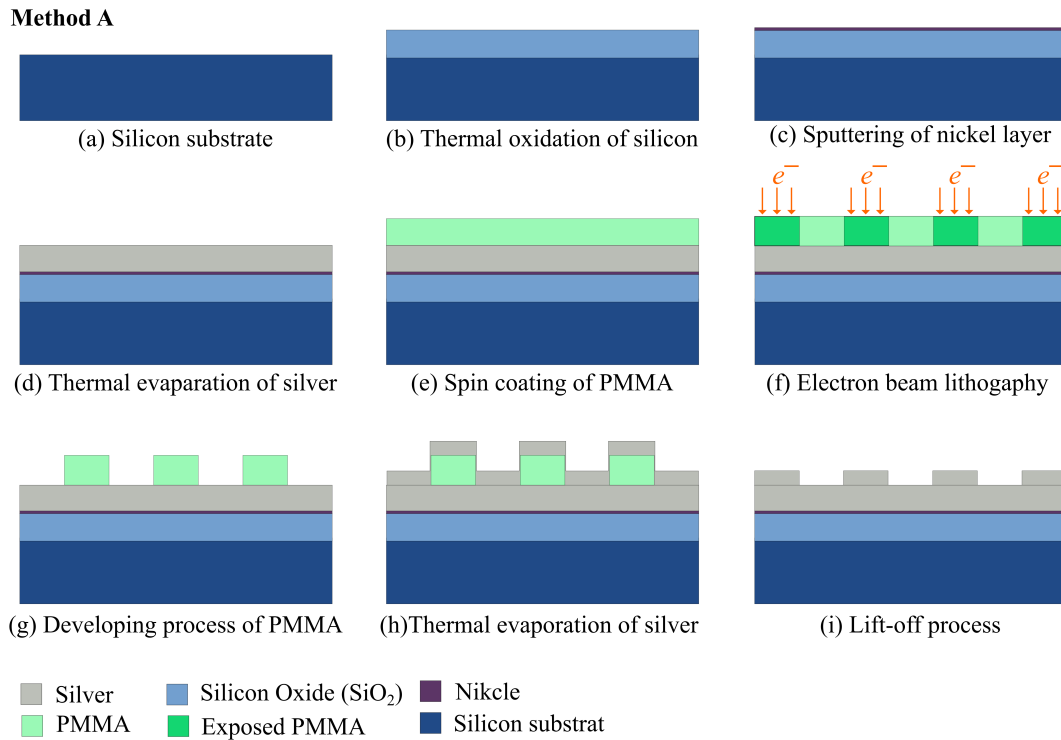 Method A
(a) Silicon substrate
(b) Thermal oxidation of silicon
(c) Sputtering of nickel layer
e− e− e− e−
(d) Thermal evaparation of silver
(e) Spin coating of PMMA
(f) Electron beam lithogaphy
(g) Developing process of PMMA
(h)Thermal evaporation of silver
(i) Lift-off process
Silver
Silicon Oxide (SiO₂)
Nikcle
PMMA
Exposed PMMA
Silicon substrat